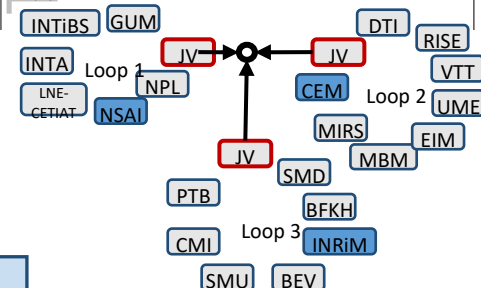 INTiBS
GUM
JV
JV
DTI
RISE
INTA
Loop 1
NPL
VTT
LNE-
CETIAT
NSAI
CEM
Loop 2
UME
MIRS
EIM
MBM
JV
SMD
PTB
BFKH
CMI
Loop 3
INRiM
SMU
BEV